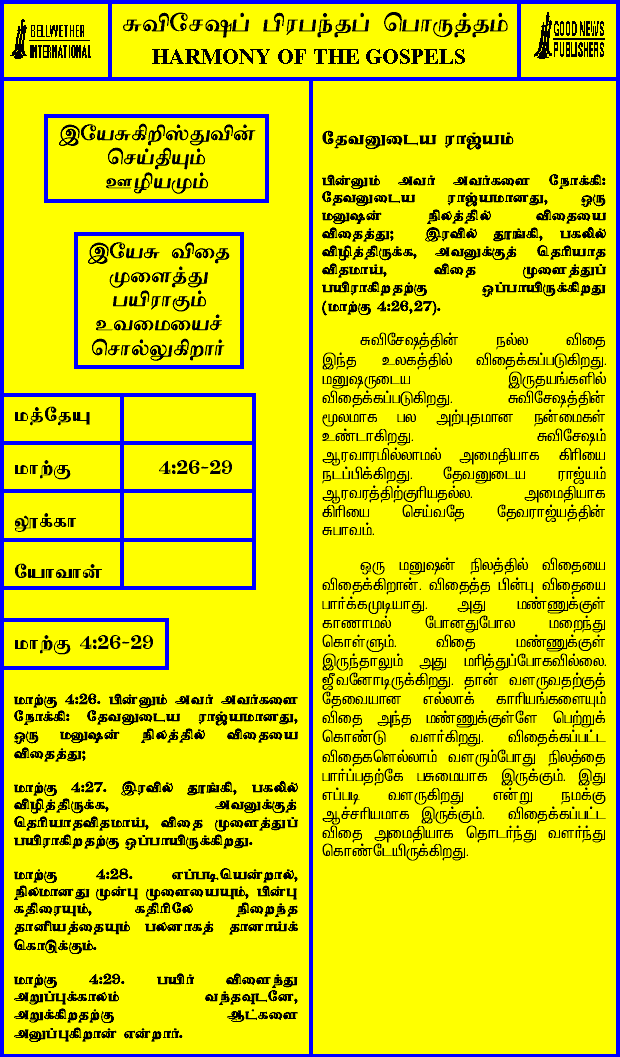 BELLWETHER
INTERNATIONAL
சுவிசேஷப் பிரபந்தப் பொருத்தம்
HARMONY OF THE GOSPELS
GOOD NEWS
PUBLISHERS
இயேசுகிறிஸ்துவின்
செய்தியும்
ஊழியமும்
இயேசு விதை
முளைத்து
பயிராகும்
உவமையைச்
சொல்லுகிறார்
மத்தேயு
மாற்கு 4:26-29
லூக்கா
யோவான்
மாற்கு 4:26-29
மாற்கு 4:26. பின்னும் அவர் அவர்களை
நோக்கி: தேவனுடைய ராஜ்யமானது,
ஒரு மனுஷன் நிலத்தில் விதையை
விதைத்து;
மாற்கு 4:27. இரவில் தூங்கி, பகலில்
விழித்திருக்க, அவனுக்குத்
தெரியாதவிதமாய், விதை முளைத்துப்
பயிராகிறதற்கு ஒப்பாயிருக்கிறது.
மாற்கு 4:28. எப்படியென்றால்,
நிலமானது முன்பு முளையையும், பின்பு
கதிரையும், கதிரிலே நிறைந்த
தானியத்தையும் பலனாகத் தானாய்க்
கொடுக்கும்.
மாற்கு 4:29. பயிர் விளைந்து
அறுப்புக்காலம் வந்தவுடனே,
அறுக்கிறதற்கு ஆட்களை
அனுப்புகிறான் என்றார்.
தேவனுடைய ராஜ்யம்
பின்னும் அவர் அவர்களை நோக்கி:
தேவனுடைய ராஜ்யமானது, ஒரு
மனுஷன் நிலத்தில் விதையை
விதைத்து; இரவில் தூங்கி, பகலில்
விழித்திருக்க, அவனுக்குத் தெரியாத
விதமாய், விதை முளைத்துப்
பயிராகிறதற்கு ஒப்பாயிருக்கிறது
(மாற்கு 4:26,27).
சுவிசேஷத்தின் நல்ல விதை
இந்த உலகத்தில் விதைக்கப்படுகிறது.
மனுஷருடைய இருதயங்களில்
விதைக்கப்படுகிறது. சுவிசேஷத்தின்
மூலமாக பல அற்புதமான நன்மைகள்
உண்டாகிறது. சுவிசேஷம்
ஆரவாரமில்லாமல் அமைதியாக கிரியை
நடப்பிக்கிறது. தேவனுடைய ராஜ்யம்
ஆரவரத்திற்குரியதல்ல. அமைதியாக
கிரியை செய்வதே தேவராஜ்யத்தின்
சுபாவம்.
ஒரு மனுஷன் நிலத்தில் விதையை
விதைக்கிறான். விதைத்த பின்பு விதையை
பார்க்கமுடியாது. அது மண்ணுக்குள்
காணாமல் போனதுபோல மறைந்து
கொள்ளும். விதை மண்ணுக்குள்
இருந்தாலும் அது மரித்துப்போகவில்லை.
ஜீவனோடிருக்கிறது. தான் வளருவதற்குத்
தேவையான எல்லாக் காரியங்களையும்
விதை அந்த மண்ணுக்குள்ளே பெற்றுக்
கொண்டு வளர்கிறது. விதைக்கப்பட்ட
விதைகளெல்லாம் வளரும்போது நிலத்தை
பார்ப்பதற்கே பசுமையாக இருக்கும். இது
எப்படி வளருகிறது என்று நமக்கு
ஆச்சரியமாக இருக்கும். விதைக்கப்பட்ட
விதை அமைதியாக தொடர்ந்து வளர்ந்து
கொண்டேயிருக்கிறது.